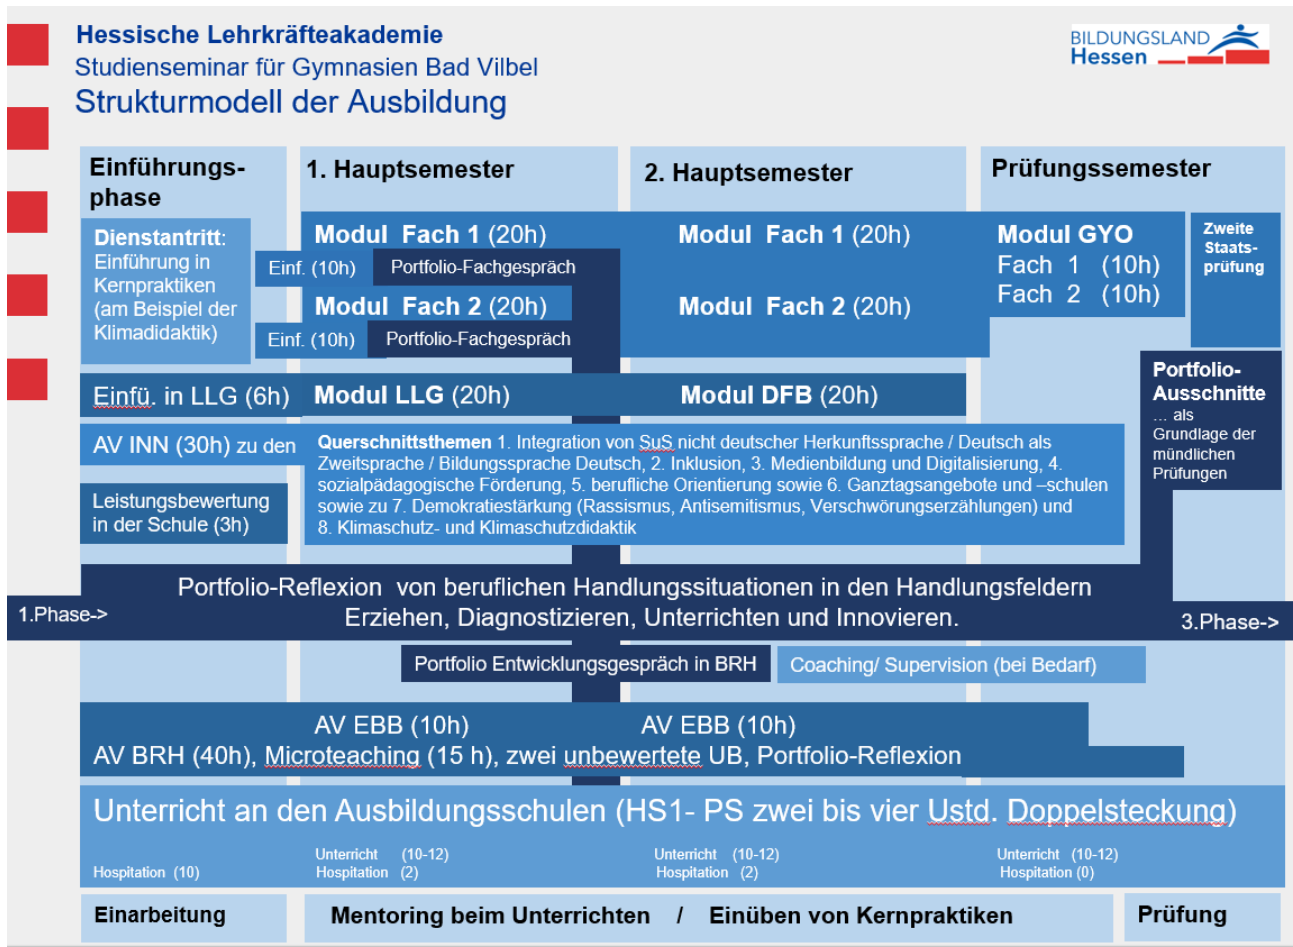 Hessische Lehrkräfteakademie
Studienseminar für Gymnasien Bad Vilbel
Strukturmodell der Ausbildung
BILDUNGSLAND
Hessen
Einführungs-
phase
1. Hauptsemester
2. Hauptsemester
Prüfungssemester
Dienstantritt:
Einführung in
Kernpraktiken
(am Beispiel der
Klimadidaktik)
Modul Fach 1 (20h)
Einf. (10h)
Portfolio-Fachgespräch
Modul Fach 2 (20h)
Einf. (10h)
Portfolio-Fachgespräch
Modul Fach 1 (20h)
Modul Fach 2 (20h)
Modul GYO
Fach 1 (10h)
Fach 2 (10h)
Zweite
Staats-
prüfung
Einfü. in LLG (6h)
Modul LLG (20h)
Modul DFB (20h)
Portfolio-
Ausschnitte
... als
Grundlage der
mündlichen
Prüfungen
AV INN (30h) zu den
Querschnittsthemen 1. Integration von SuS nicht deutscher Herkunftssprache / Deutsch als
Zweitsprache / Bildungssprache Deutsch, 2. Inklusion, 3. Medienbildung und Digitalisierung, 4.
sozialpädagogische Förderung, 5. berufliche Orientierung sowie 6. Ganztagsangebote und –schulen
sowie zu 7. Demokratiestärkung (Rassismus, Antisemitismus, Verschwörungserzählungen) und
8. Klimaschutz- und Klimaschutzdidaktik
Leistungsbewertung
in der Schule (3h)
Portfolio-Reflexion von beruflichen Handlungssituationen in den Handlungsfeldern
Erziehen, Diagnostizieren, Unterrichten und Innovieren.
1.Phase->
3.Phase->
Portfolio Entwicklungsgespräch in BRH
Coaching/ Supervision (bei Bedarf)
AV EBB (10h)
AV EBB (10h)
AV BRH (40h), Microteaching (15 h), zwei unbewertete UB, Portfolio-Reflexion
Unterricht an den Ausbildungsschulen (HS1- PS zwei bis vier Ustd. Doppelsteckung)
Hospitation (10)
Unterricht (10-12)
Hospitation (2)
Unterricht (10-12)
Hospitation (2)
Unterricht (10-12)
Hospitation (0)
Einarbeitung
Mentoring beim Unterrichten / Einüben von Kernpraktiken
Prüfung